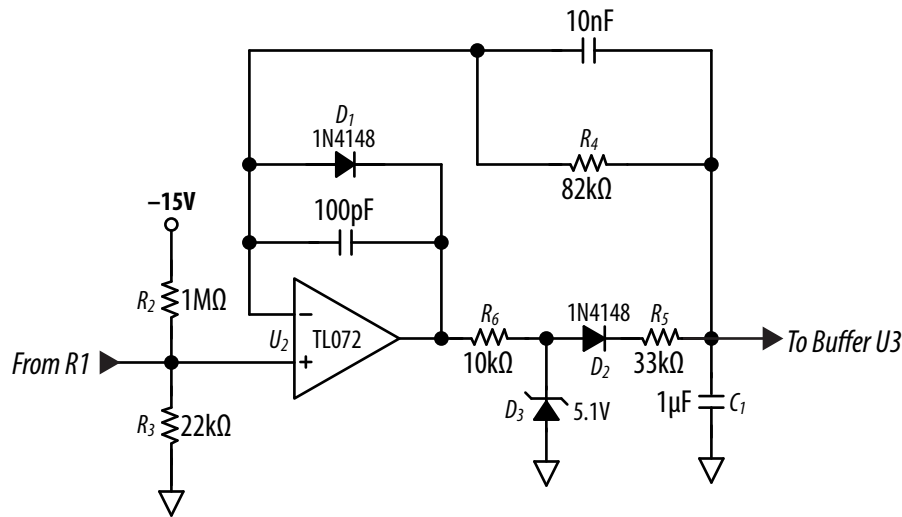 10nF
D1
1N4148
R4
82kΩ
–15V
100pF
R2 1MΩ
U2 TL072
–
+
R6
10kΩ
1N4148
D2
R5
33kΩ
From R1
To Buffer U3
R3 22kΩ
D3 5.1V
1µF C1